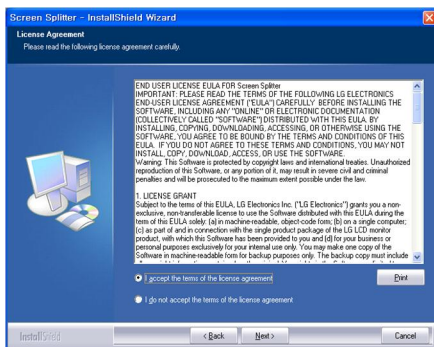 Screen Splitter - InstallShield Wizard
License Agreement
Please read the following license agreement carefully.
END USER LICENSE EULA FOR Screen Splitter
IMPORTANT: PLEASE READ THE TERMS OF THE FOLLOWING LG ELECTRONICS
END-USER LICENSE AGREEMENT ("EULA") CAREFULLY BEFORE INSTALLING THE
SOFTWARE, INCLUDING ANY "ONLINE" OR ELECTRONIC DOCUMENTATION
(COLLECTIVELY CALLED "SOFTWARE") DISTRIBUTED WITH THIS EULA. BY
INSTALLING, COPYING, DOWNLOADING, ACCESSING, OR OTHERWISE USING THE
SOFTWARE, YOU AGREE TO BE BOUND BY THE TERMS AND CONDITIONS OF THIS
EULA. IF YOU DO NOT AGREE TO THESE TERMS AND CONDITIONS, YOU MAY NOT
INSTALL, COPY, DOWNLOAD, ACCESS, OR USE THE SOFTWARE.
Warning: This Software is protected by copyright laws and international treaties. Unauthorized
reproduction of this Software, or any portion of it, may result in severe civil and criminal
penalties and will be prosecuted to the maximum extent possible under the law.
1. LICENSE GRANT
Subject to the terms of this EULA, LG Electronics Inc. ("LG Electronics") grants you a non-
exclusive, non-transferable license to use the Software distributed with this EULA during the
term of this EULA solely: (a) in machine-readable, object-code form; (b) on a single computer;
(c) as part of and in connection with the single product package of the LG LCD monitor
product, with which this Software has been provided to you and (d) for your business or
personal purposes exclusively for your internal use only. You may make one copy of the
Software in machine-readable form for backup purposes only. The backup copy must include
I accept the terms of the license agreement
Print
I do not accept the terms of the license agreement
InstallShield
< Back
Next >
Cancel